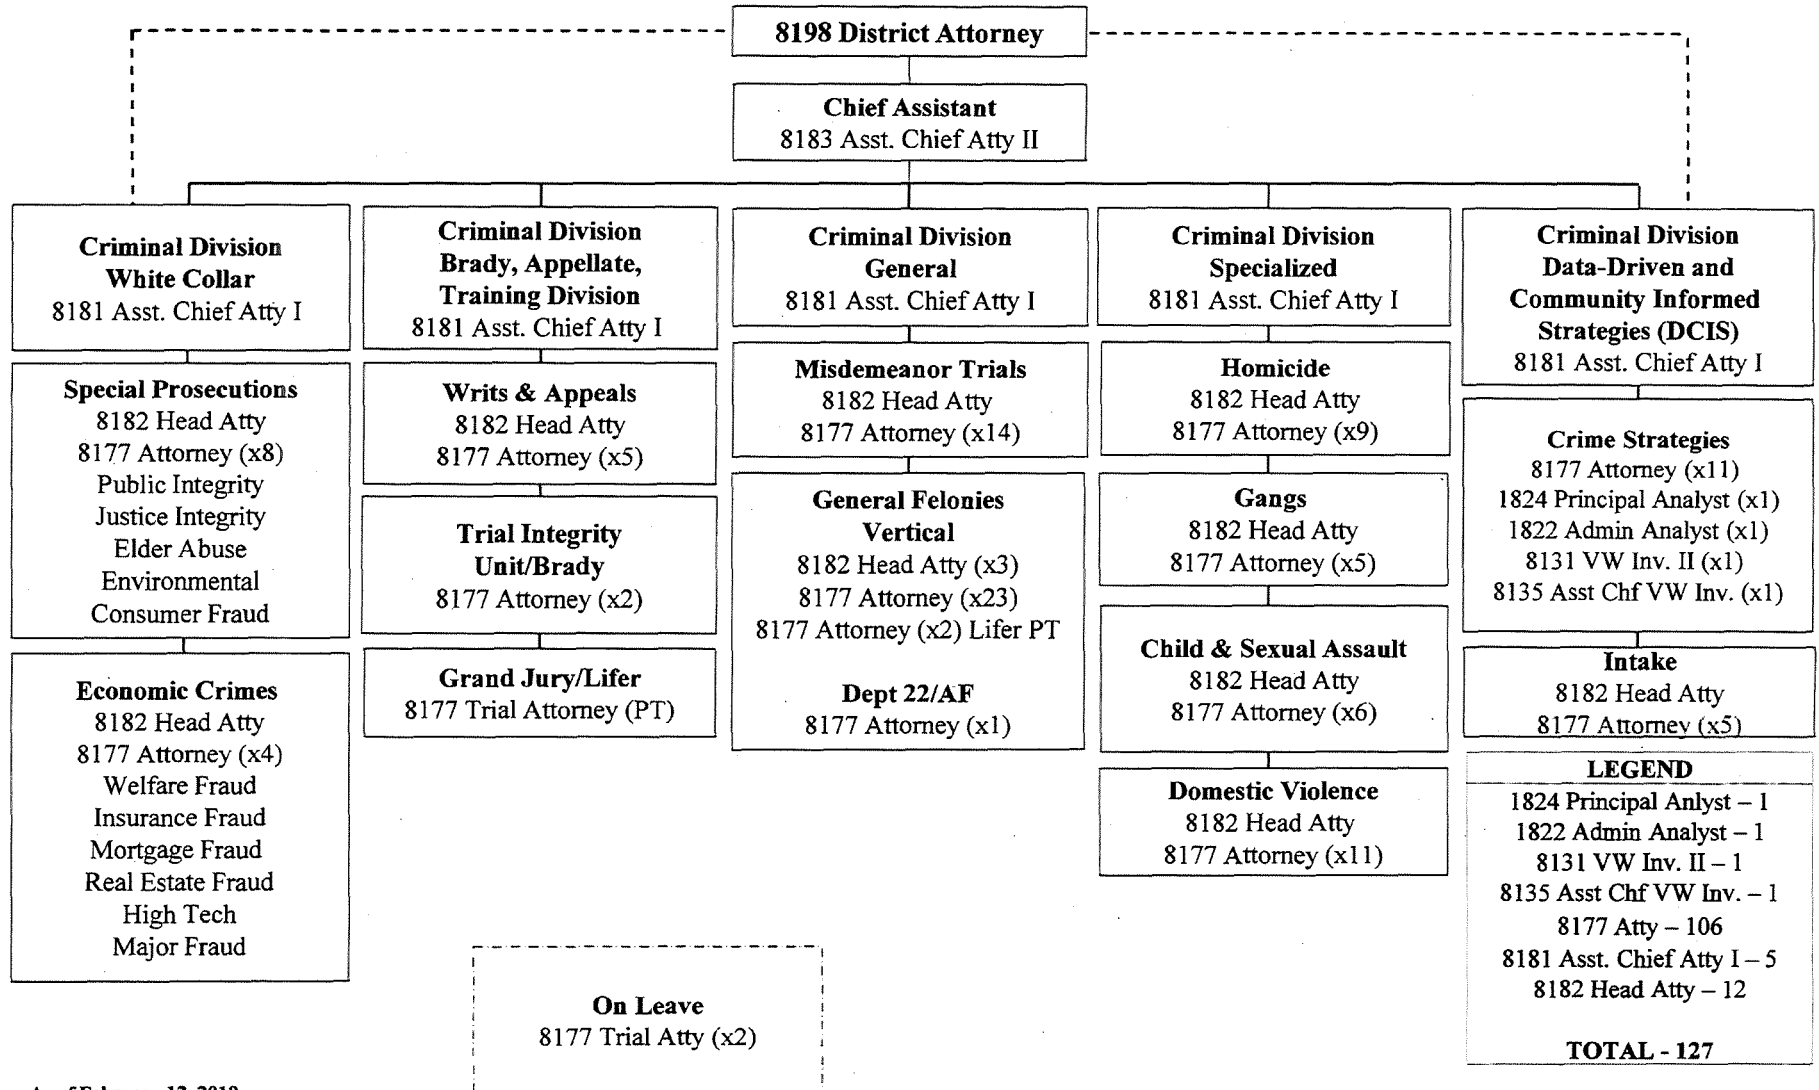 8198 District Attorney
Chief Assistant
8183 Asst. Chief Atty II
Criminal Division
White Collar
8181 Asst. Chief Atty I
Special Prosecutions
8182 Head Atty
8177 Attorney (x8)
Public Integrity
Justice Integrity
Elder Abuse
Environmental
Consumer Fraud
Economic Crimes
8182 Head Atty
8177 Attorney (x4)
Welfare Fraud
Insurance Fraud
Mortgage Fraud
Real Estate Fraud
High Tech
Major Fraud
Criminal Division
Brady, Appellate,
Training Division
8181 Asst. Chief Atty I
Writs & Appeals
8182 Head Atty
8177 Attorney (x5)
Trial Integrity
Unit/Brady
8177 Attorney (x2)
Grand Jury/Lifer
8177 Trial Attorney (PT)
Criminal Division
General
8181 Asst. Chief Atty I
Misdemeanor Trials
8182 Head Atty
8177 Attorney (x14)
General Felonies
Vertical
8182 Head Atty (x3)
8177 Attorney (x23)
8177 Attorney (x2) Lifer PT
Dept 22/AF
8177 Attorney (x1)
Criminal Division
Specialized
8181 Asst. Chief Atty I
Homicide
8182 Head Atty
8177 Attorney (x9)
Gangs
8182 Head Atty
8177 Attorney (x5)
Child & Sexual Assault
8182 Head Atty
8177 Attorney (x6)
Domestic Violence
8182 Head Atty
8177 Attorney (x11)
Criminal Division
Data-Driven and
Community Informed
Strategies (DCIS)
8181 Asst. Chief Atty I
Crime Strategies
8177 Attorney (x11)
1824 Principal Analyst (x1)
1822 Admin Analyst (x1)
8131 VW Inv. II (x1)
8135 Asst Chf VW Inv. (x1)
Intake
8182 Head Atty
8177 Attorney (x5)
LEGEND
1824 Principal Anlyst – 1
1822 Admin Analyst – 1
8131 VW Inv. II – 1
8135 Asst Chf VW Inv. – 1
8177 Atty – 106
8181 Asst. Chief Atty I – 5
8182 Head Atty – 12
TOTAL - 127
On Leave
8177 Trial Atty (x2)